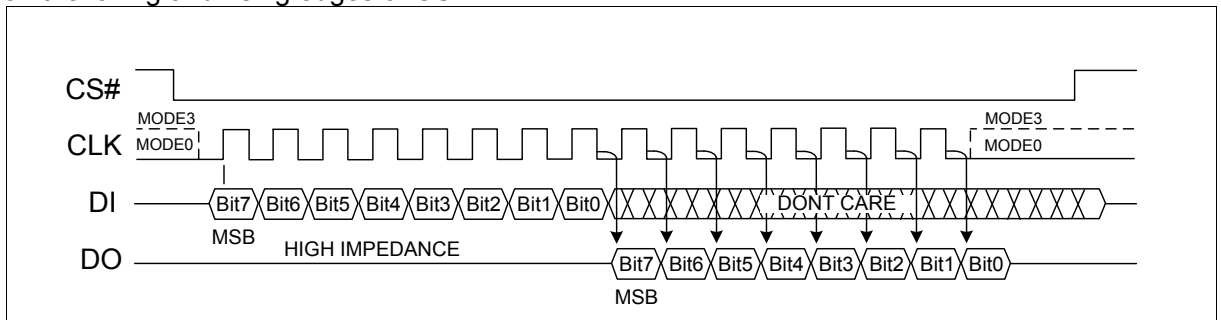 CS#
MODE3
MODE3
CLK
MODE0
MODE0
DI
Bit7 Bit6 Bit5 Bit4 Bit3 Bit2 Bit1 Bit0
DONT CARE
MSB
HIGH IMPEDANCE
DO
Bit7 Bit6 Bit5 Bit4 Bit3 Bit2 Bit1 Bit0
MSB